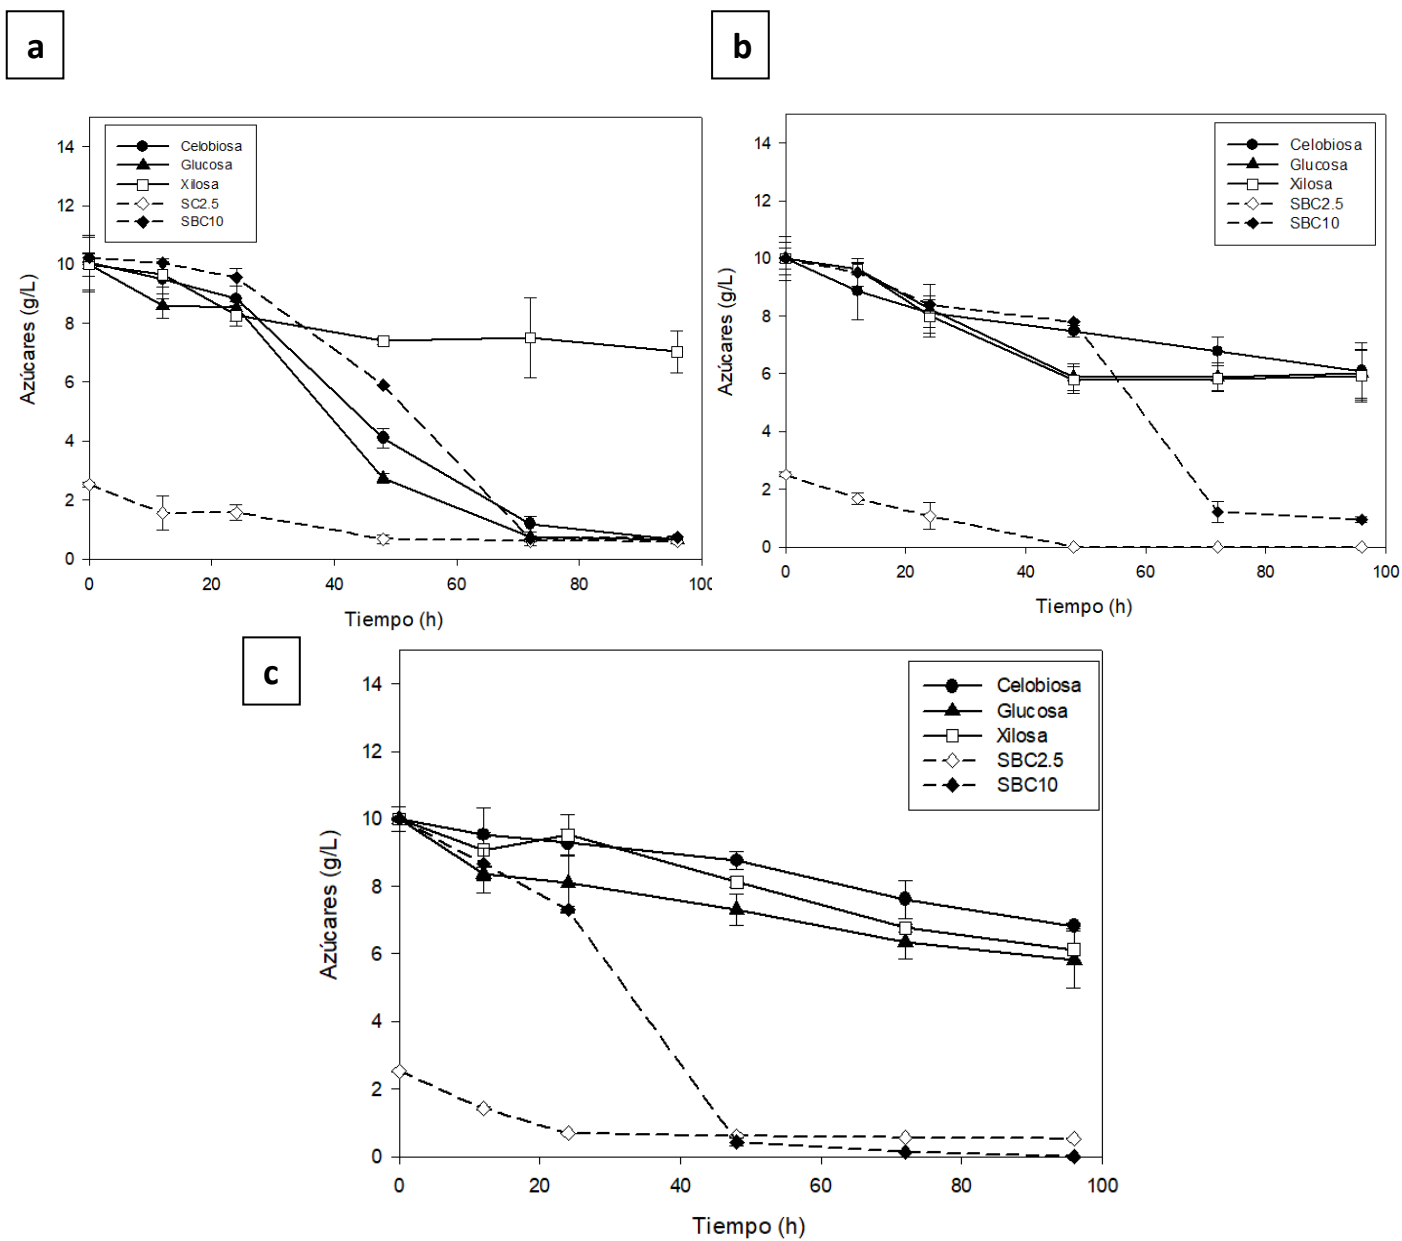 a
14
12
10
8
6
4
2
0
Azúcares (g/L)
Celobiosa
Glucosa
Xilosa
SC2.5
SBC10
0 20 40 60 80 100
Tiempo (h)
b
14
12
10
8
6
4
2
0
Azúcares (g/L)
Celobiosa
Glucosa
Xilosa
SBC2.5
SBC10
0 20 40 60 80 100
Tiempo (h)
c
14
12
10
8
6
4
2
0
Azúcares (g/L)
Celobiosa
Glucosa
Xilosa
SBC2.5
SBC10
0 20 40 60 80 100
Tiempo (h)